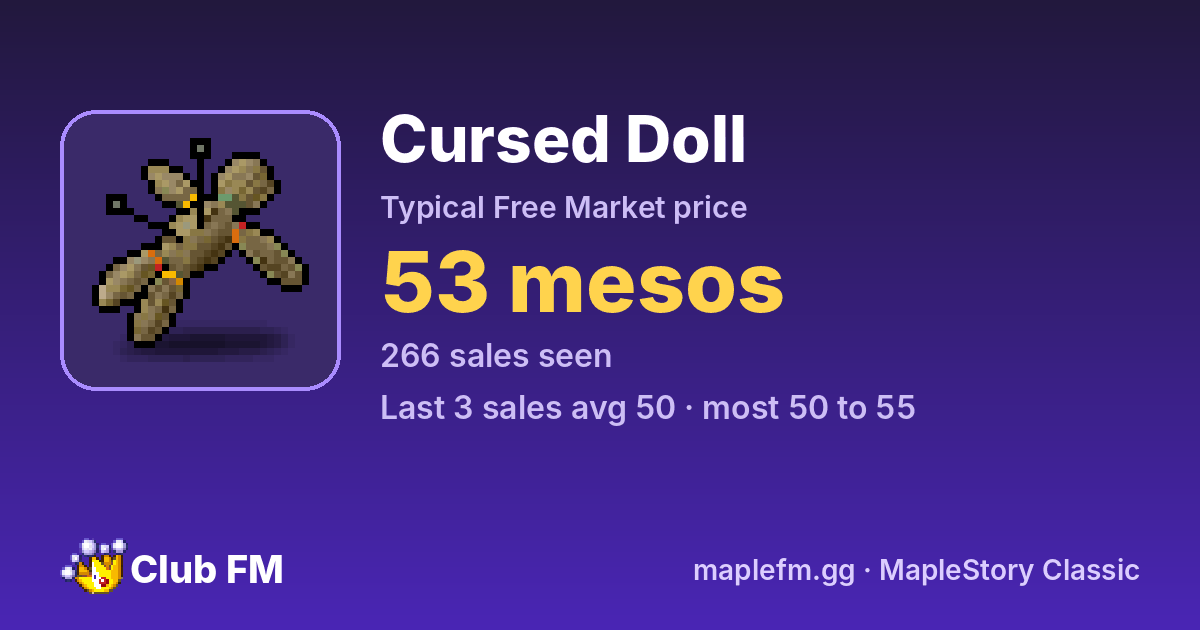 Cursed Doll
Typical Free Market price
53 mesos
266 sales seen
Last 3 sales avg 50 · most 50 to 55
Club FM
maplefm.gg · MapleStory Classic